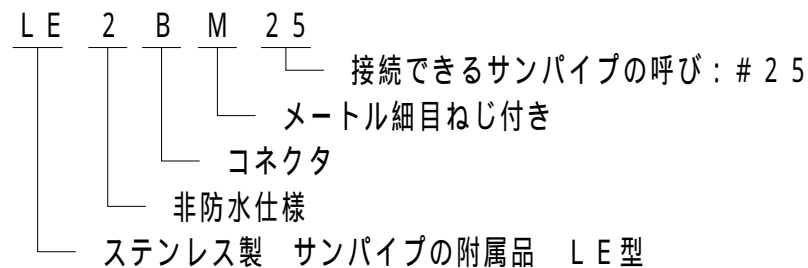 ＬＥ ２ Ｂ Ｍ ２５
接続できるサンパイプの呼び：＃２５
メートル細目ねじ付き
コネクタ
非防水仕様
ステンレス製　サンパイプの附属品　ＬＥ型